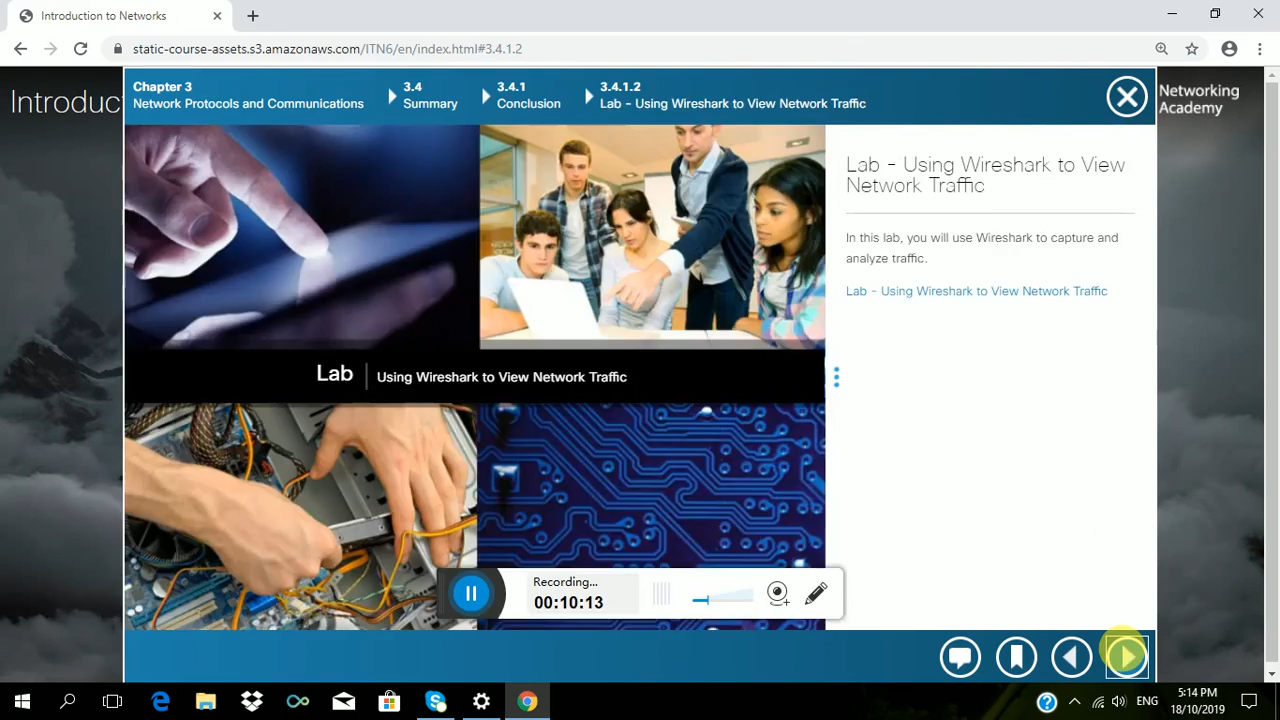 Introduction to Networks
static-course-assets.s3.amazonaws.com/ITN6/en/index.html#3.4.1.2
Introduc
Chapter 3
Network Protocols and Communications
3.4
Summary
3.4.1
Conclusion
3.4.1.2
Lab - Using Wireshark to View Network Traffic
Networking
Academy
Lab - Using Wireshark to View
Network Traffic
In this lab, you will use Wireshark to capture and
analyze traffic.
Lab - Using Wireshark to View Network Traffic
Lab | Using Wireshark to View Network Traffic
Recording...
00:10:13
ENG
5:14 PM
18/10/2019